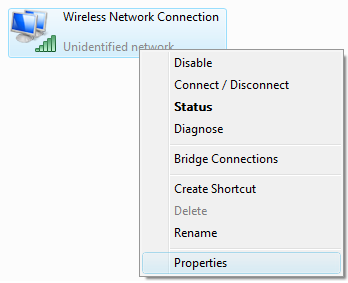 Wireless Network Connection
Unidentified network
Disable
Connect / Disconnect
Status
Diagnose
Bridge Connections
Create Shortcut
Delete
Rename
Properties